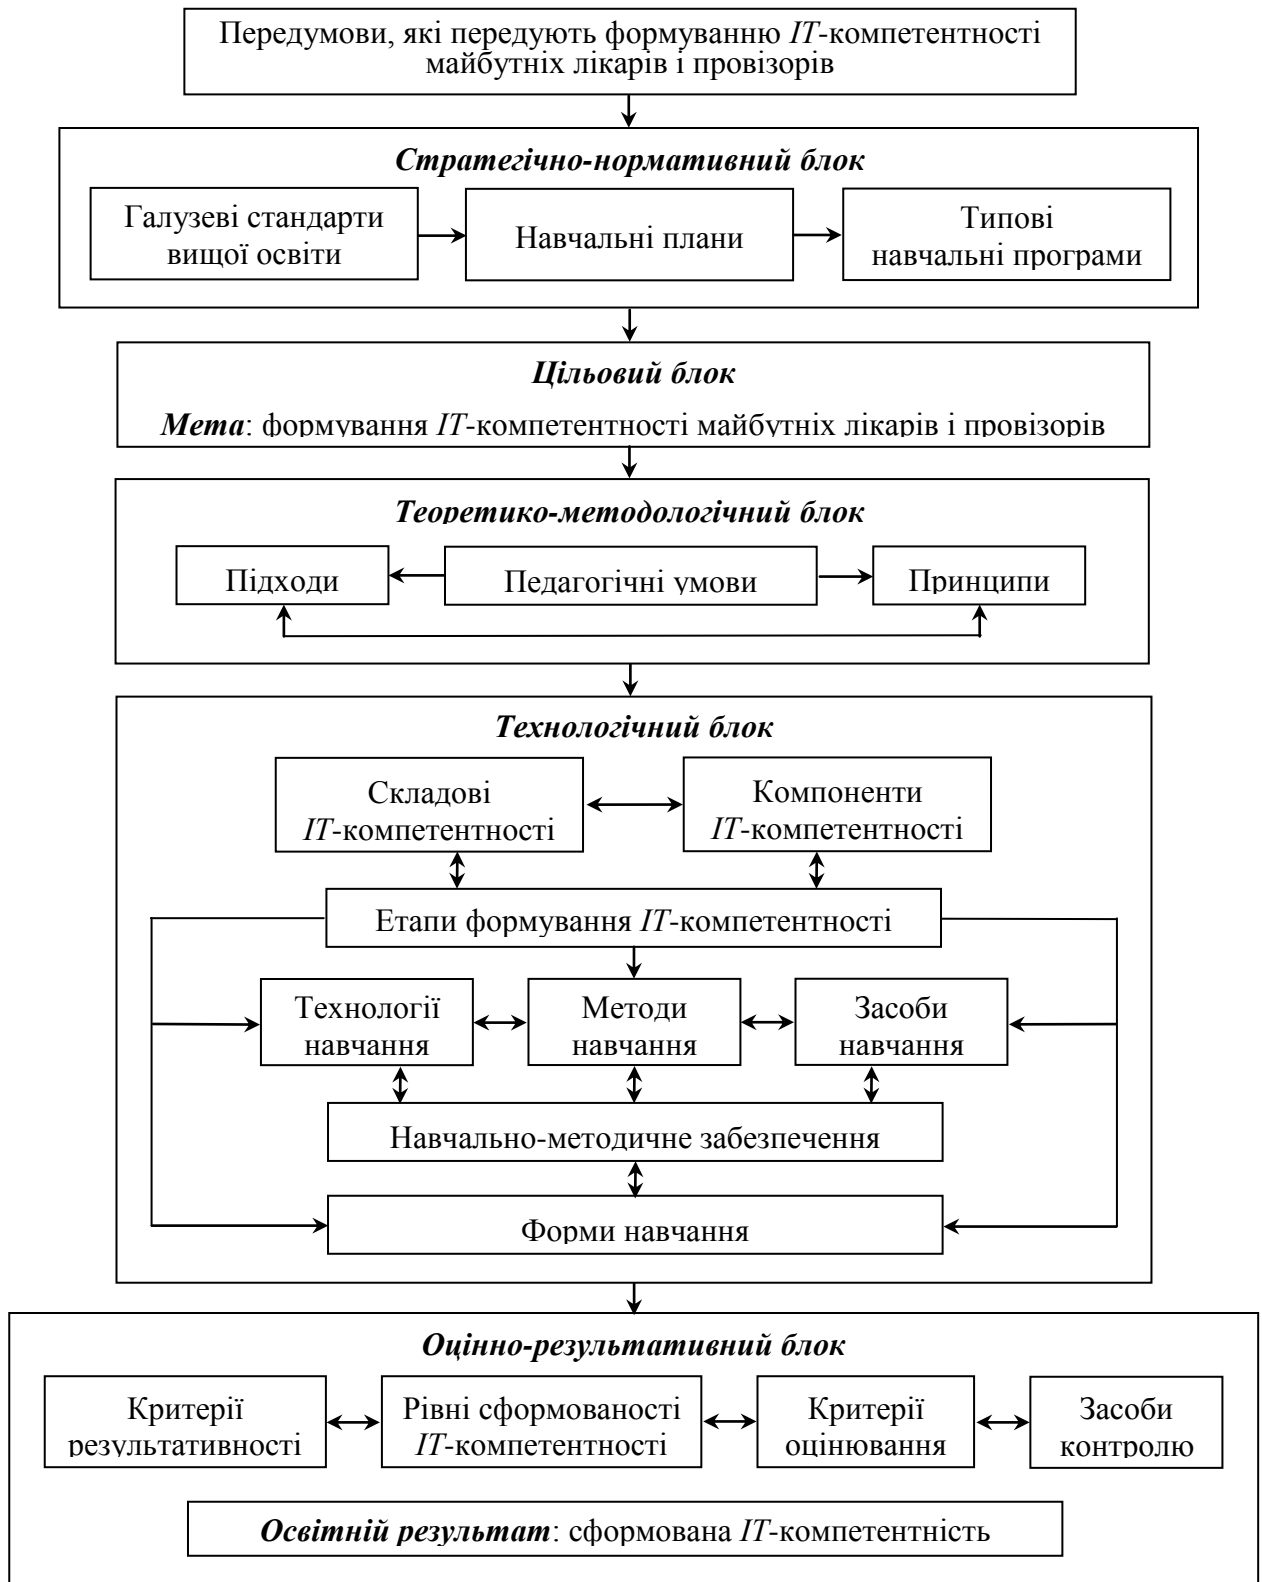 Передумови, які передують формуванню IT-компетентності
майбутніх лікарів і провізорів
Стратегічно-нормативний блок
Галузеві стандарти
вищої освіти
Навчальні плани
Типові
навчальні програми
Цільовий блок
Мета: формування IT-компетентності майбутніх лікарів і провізорів
Теоретико-методологічний блок
Підходи
Педагогічні умови
Принципи
Технологічний блок
Складові
IT-компетентності
Компоненти
IT-компетентності
Етапи формування IT-компетентності
Технології
навчання
Методи
навчання
Засоби
навчання
Навчально-методичне забезпечення
Форми навчання
Оцінно-результативний блок
Критерії
результативності
Рівні сформованості
IT-компетентності
Критерії
оцінювання
Засоби
контролю
Освітній результат: сформована IT-компетентність